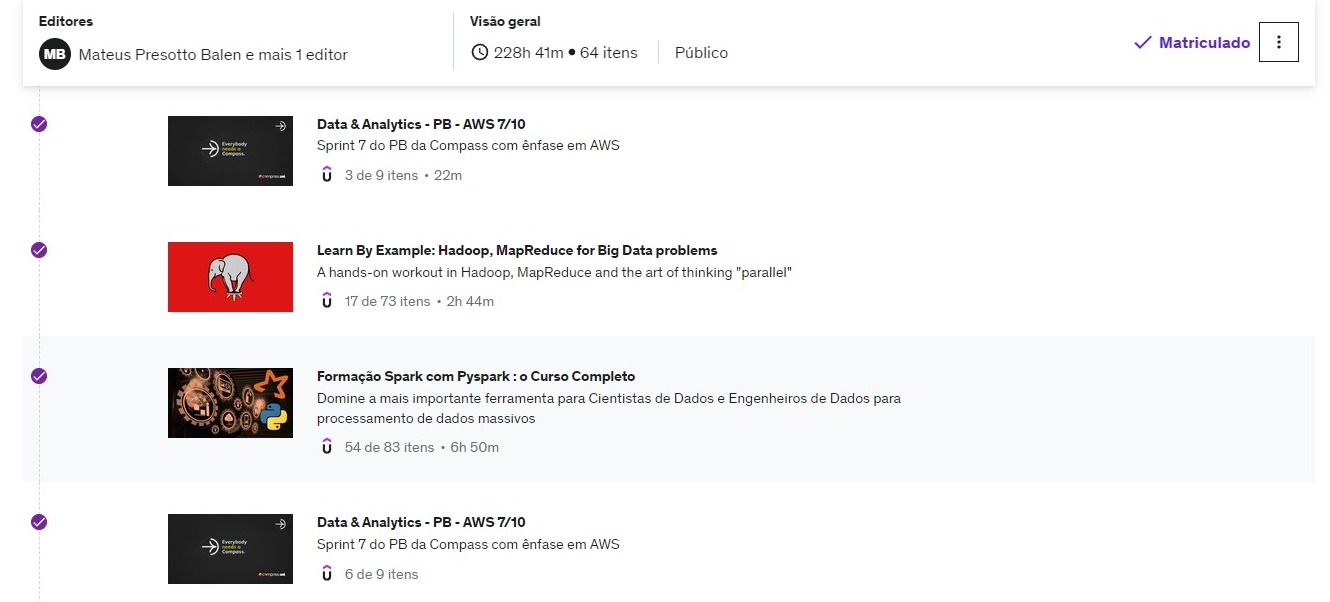 Editores
MB Mateus Presotto Balen e mais 1 editor
Visão geral
228h 41m • 64 itens
Público
Matriculado
Data & Analytics - PB - AWS 7/10
Sprint 7 do PB da Compass com ênfase em AWS
3 de 9 itens • 22m
Everybody
needs a
Compass.
Learn By Example: Hadoop, MapReduce for Big Data problems
A hands-on workout in Hadoop, MapReduce and the art of thinking "parallel"
17 de 73 itens • 2h 44m
Formação Spark com Pyspark : o Curso Completo
Domine a mais importante ferramenta para Cientistas de Dados e Engenheiros de Dados para
processamento de dados massivos
54 de 83 itens • 6h 50m
Data & Analytics - PB - AWS 7/10
Sprint 7 do PB da Compass com ênfase em AWS
6 de 9 itens
Everybody
needs a
Compass.